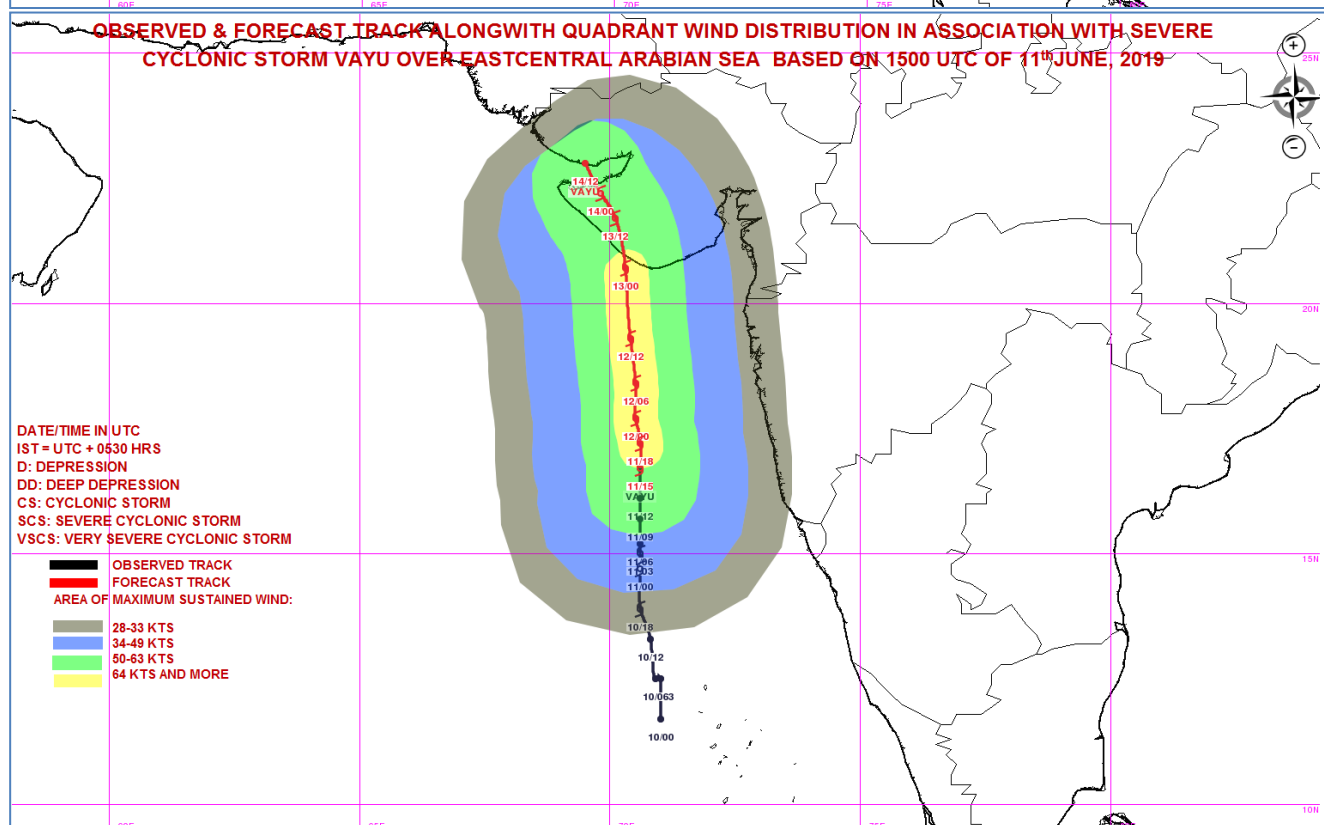 60E 65E 70E 75E
OBSERVED & FORECAST TRACK ALONGWITH QUADRANT WIND DISTRIBUTION IN ASSOCIATION WITH SEVERE
CYCLONIC STORM VAYU OVER EASTCENTRAL ARABIAN SEA BASED ON 1500 UTC OF 11th JUNE, 2019
25N
14/12
VAYU
14/00
13/12
13/00
20N
12/12
12/06
12/00
11/18
11/15
VAYU
11/12
11/09
11/06
11/03
11/00
10/18
10/12
10/063
10/00
15N
DATE/TIME IN UTC
IST = UTC + 0530 HRS
D: DEPRESSION
DD: DEEP DEPRESSION
CS: CYCLONIC STORM
SCS: SEVERE CYCLONIC STORM
VSCS: VERY SEVERE CYCLONIC STORM
OBSERVED TRACK
FORECAST TRACK
AREA OF MAXIMUM SUSTAINED WIND:
28-33 KTS
34-49 KTS
50-63 KTS
64 KTS AND MORE
10N